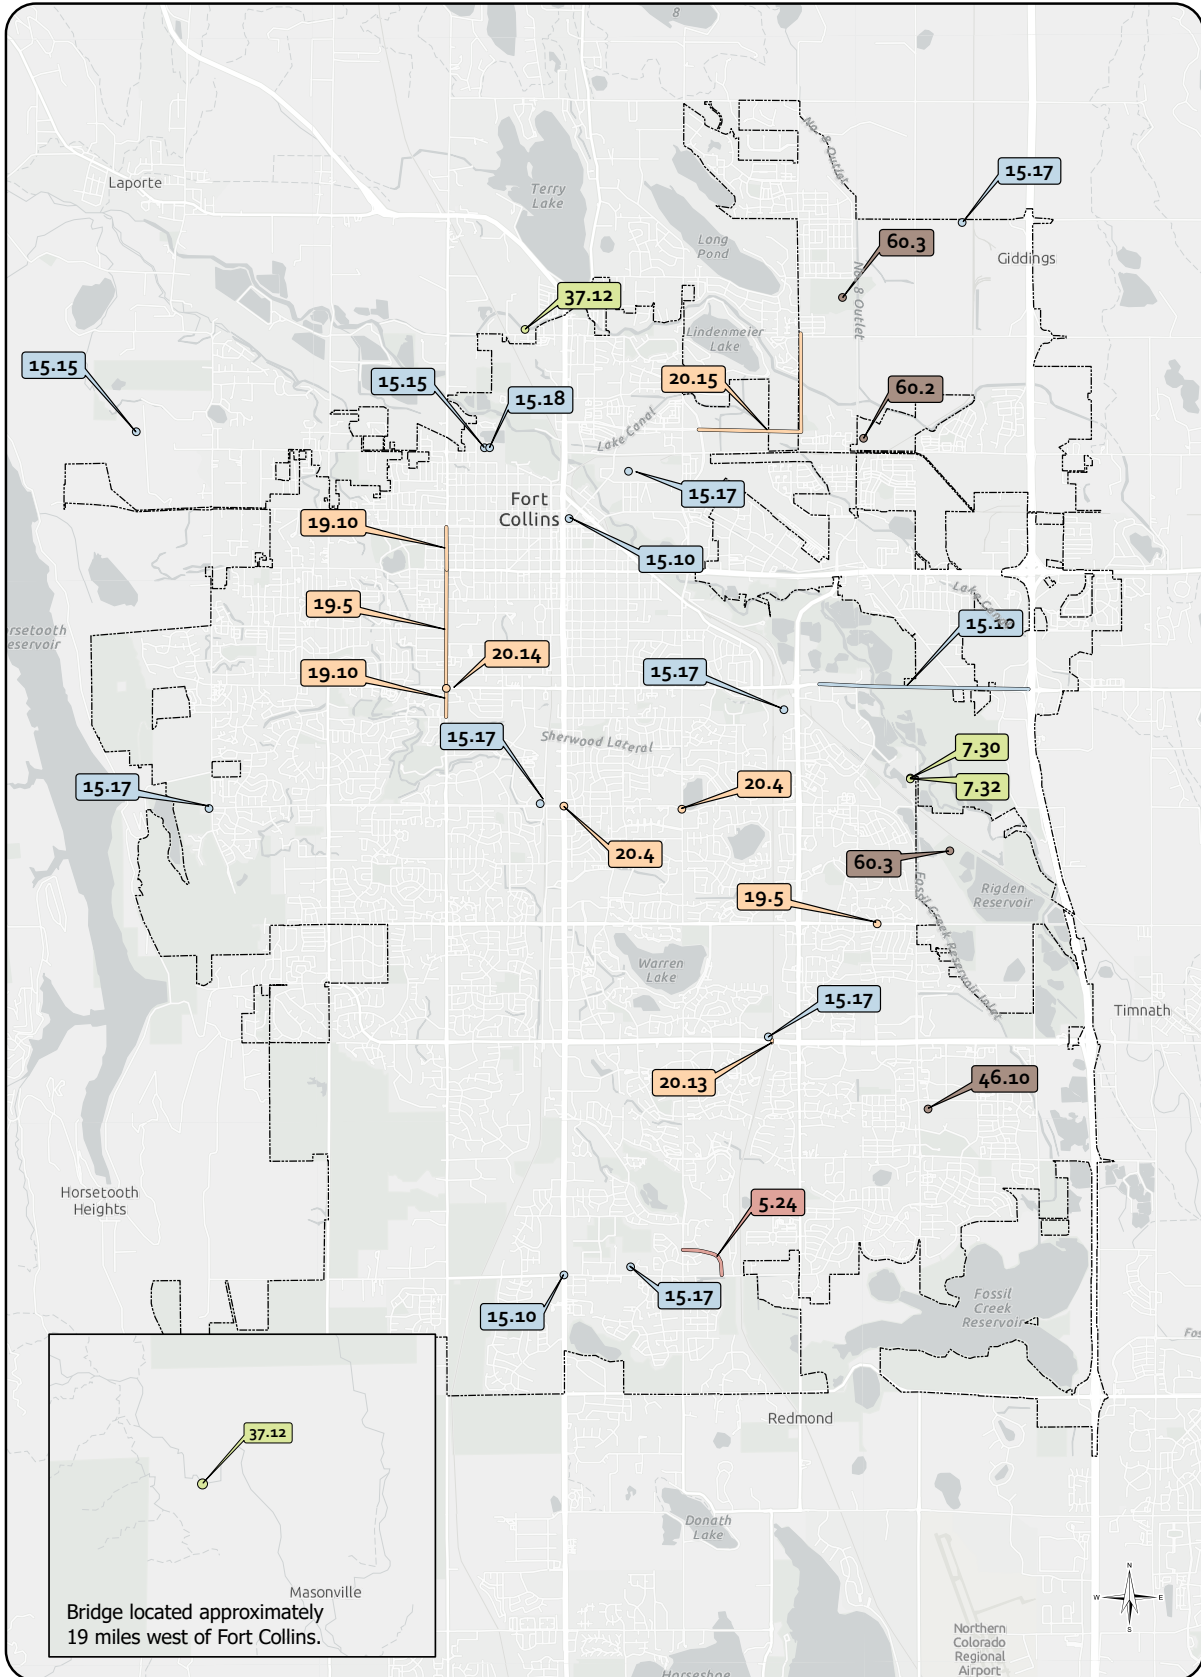 8
No. 8 Outlet
15.17
Laporte
Terry
Lake
Long
Pond
60.3
Giddings
No. 8 Outlet
37.12
Lindenmeier
Lake
15.15
15.15
15.18
20.15
60.2
Lake Canal
15.17
Fort
Collins
19.10
15.10
19.5
15.10
20.14
19.10
15.17
15.17
Sherwood Lateral
7.30
7.32
15.17
20.4
20.4
60.3
Rigden
Reservoir
19.5
Fossil Creek Reservoir Inlet
Warren
Lake
15.17
Timnath
20.13
46.10
Horsetooth
Heights
5.24
15.17
15.10
Fossil
Creek
Reservoir
Redmond
37.12
Donath
Lake
Masonville
Bridge located approximately
19 miles west of Fort Collins.
N
W
E
S
Northern
Colorado
Regional
Airport